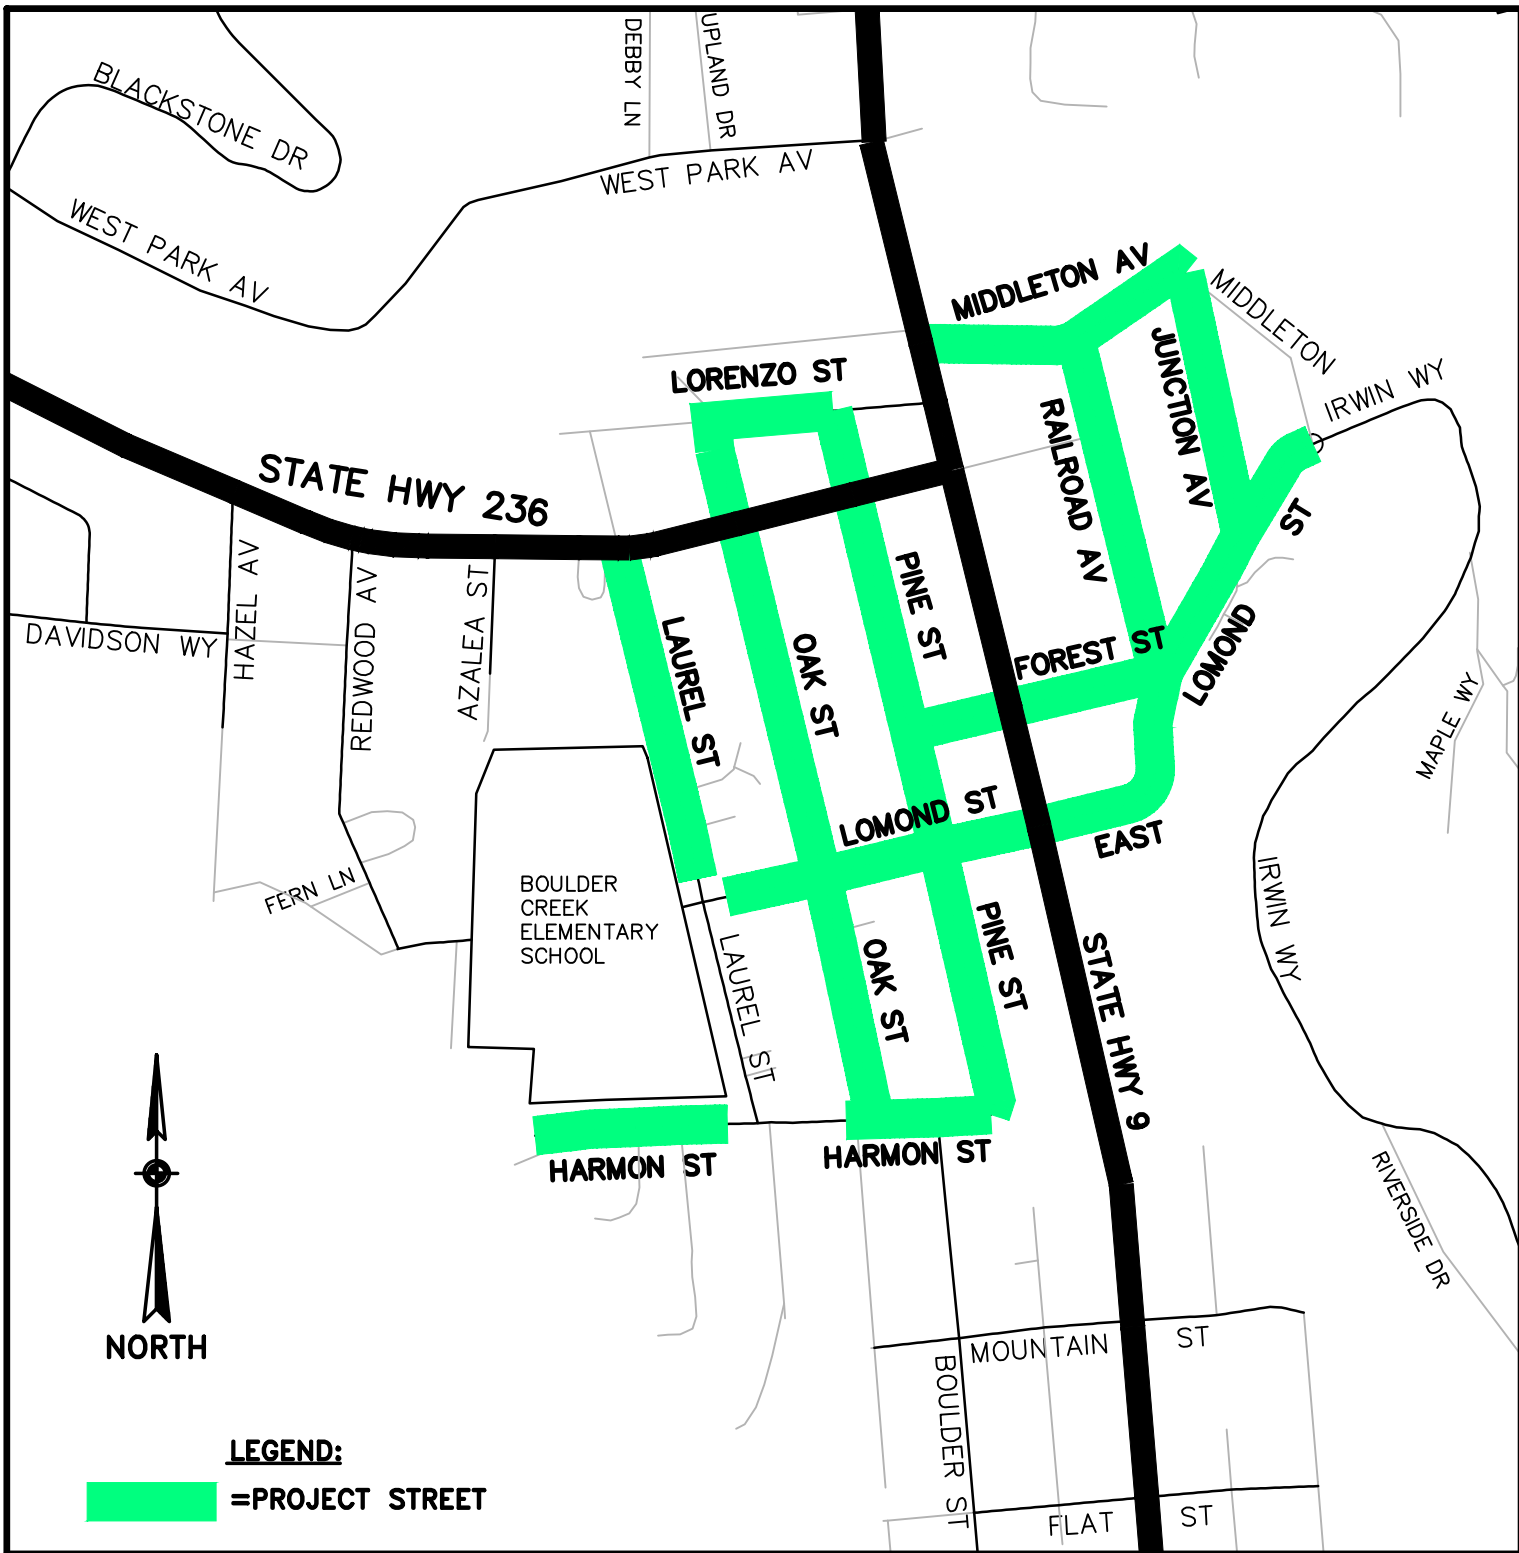 DEBBY LN
UPLAND DR
BLACKSTONE DR
WEST PARK AV
WEST PARK AV
MIDDLETON AV
MIDDLETON
JUNCTION AV
IRWIN WY
LORENZO ST
RAILROAD AV
STATE HWY 236
ST
HAZEL AV
REDWOOD AV
AZALEA ST
PINE ST
DAVIDSON WY
LAUREL ST
OAK ST
FOREST ST
LOMOND
MAPLE WY
LOMOND ST
EAST
FERN LN
BOULDER
CREEK
ELEMENTARY
SCHOOL
IRWIN WY
LAUREL ST
OAK ST
PINE ST
STATE HWY 9
HARMON ST
HARMON ST
RIVERSIDE DR
NORTH
MOUNTAIN ST
BOULDER ST
LEGEND:
=PROJECT STREET
FLAT ST